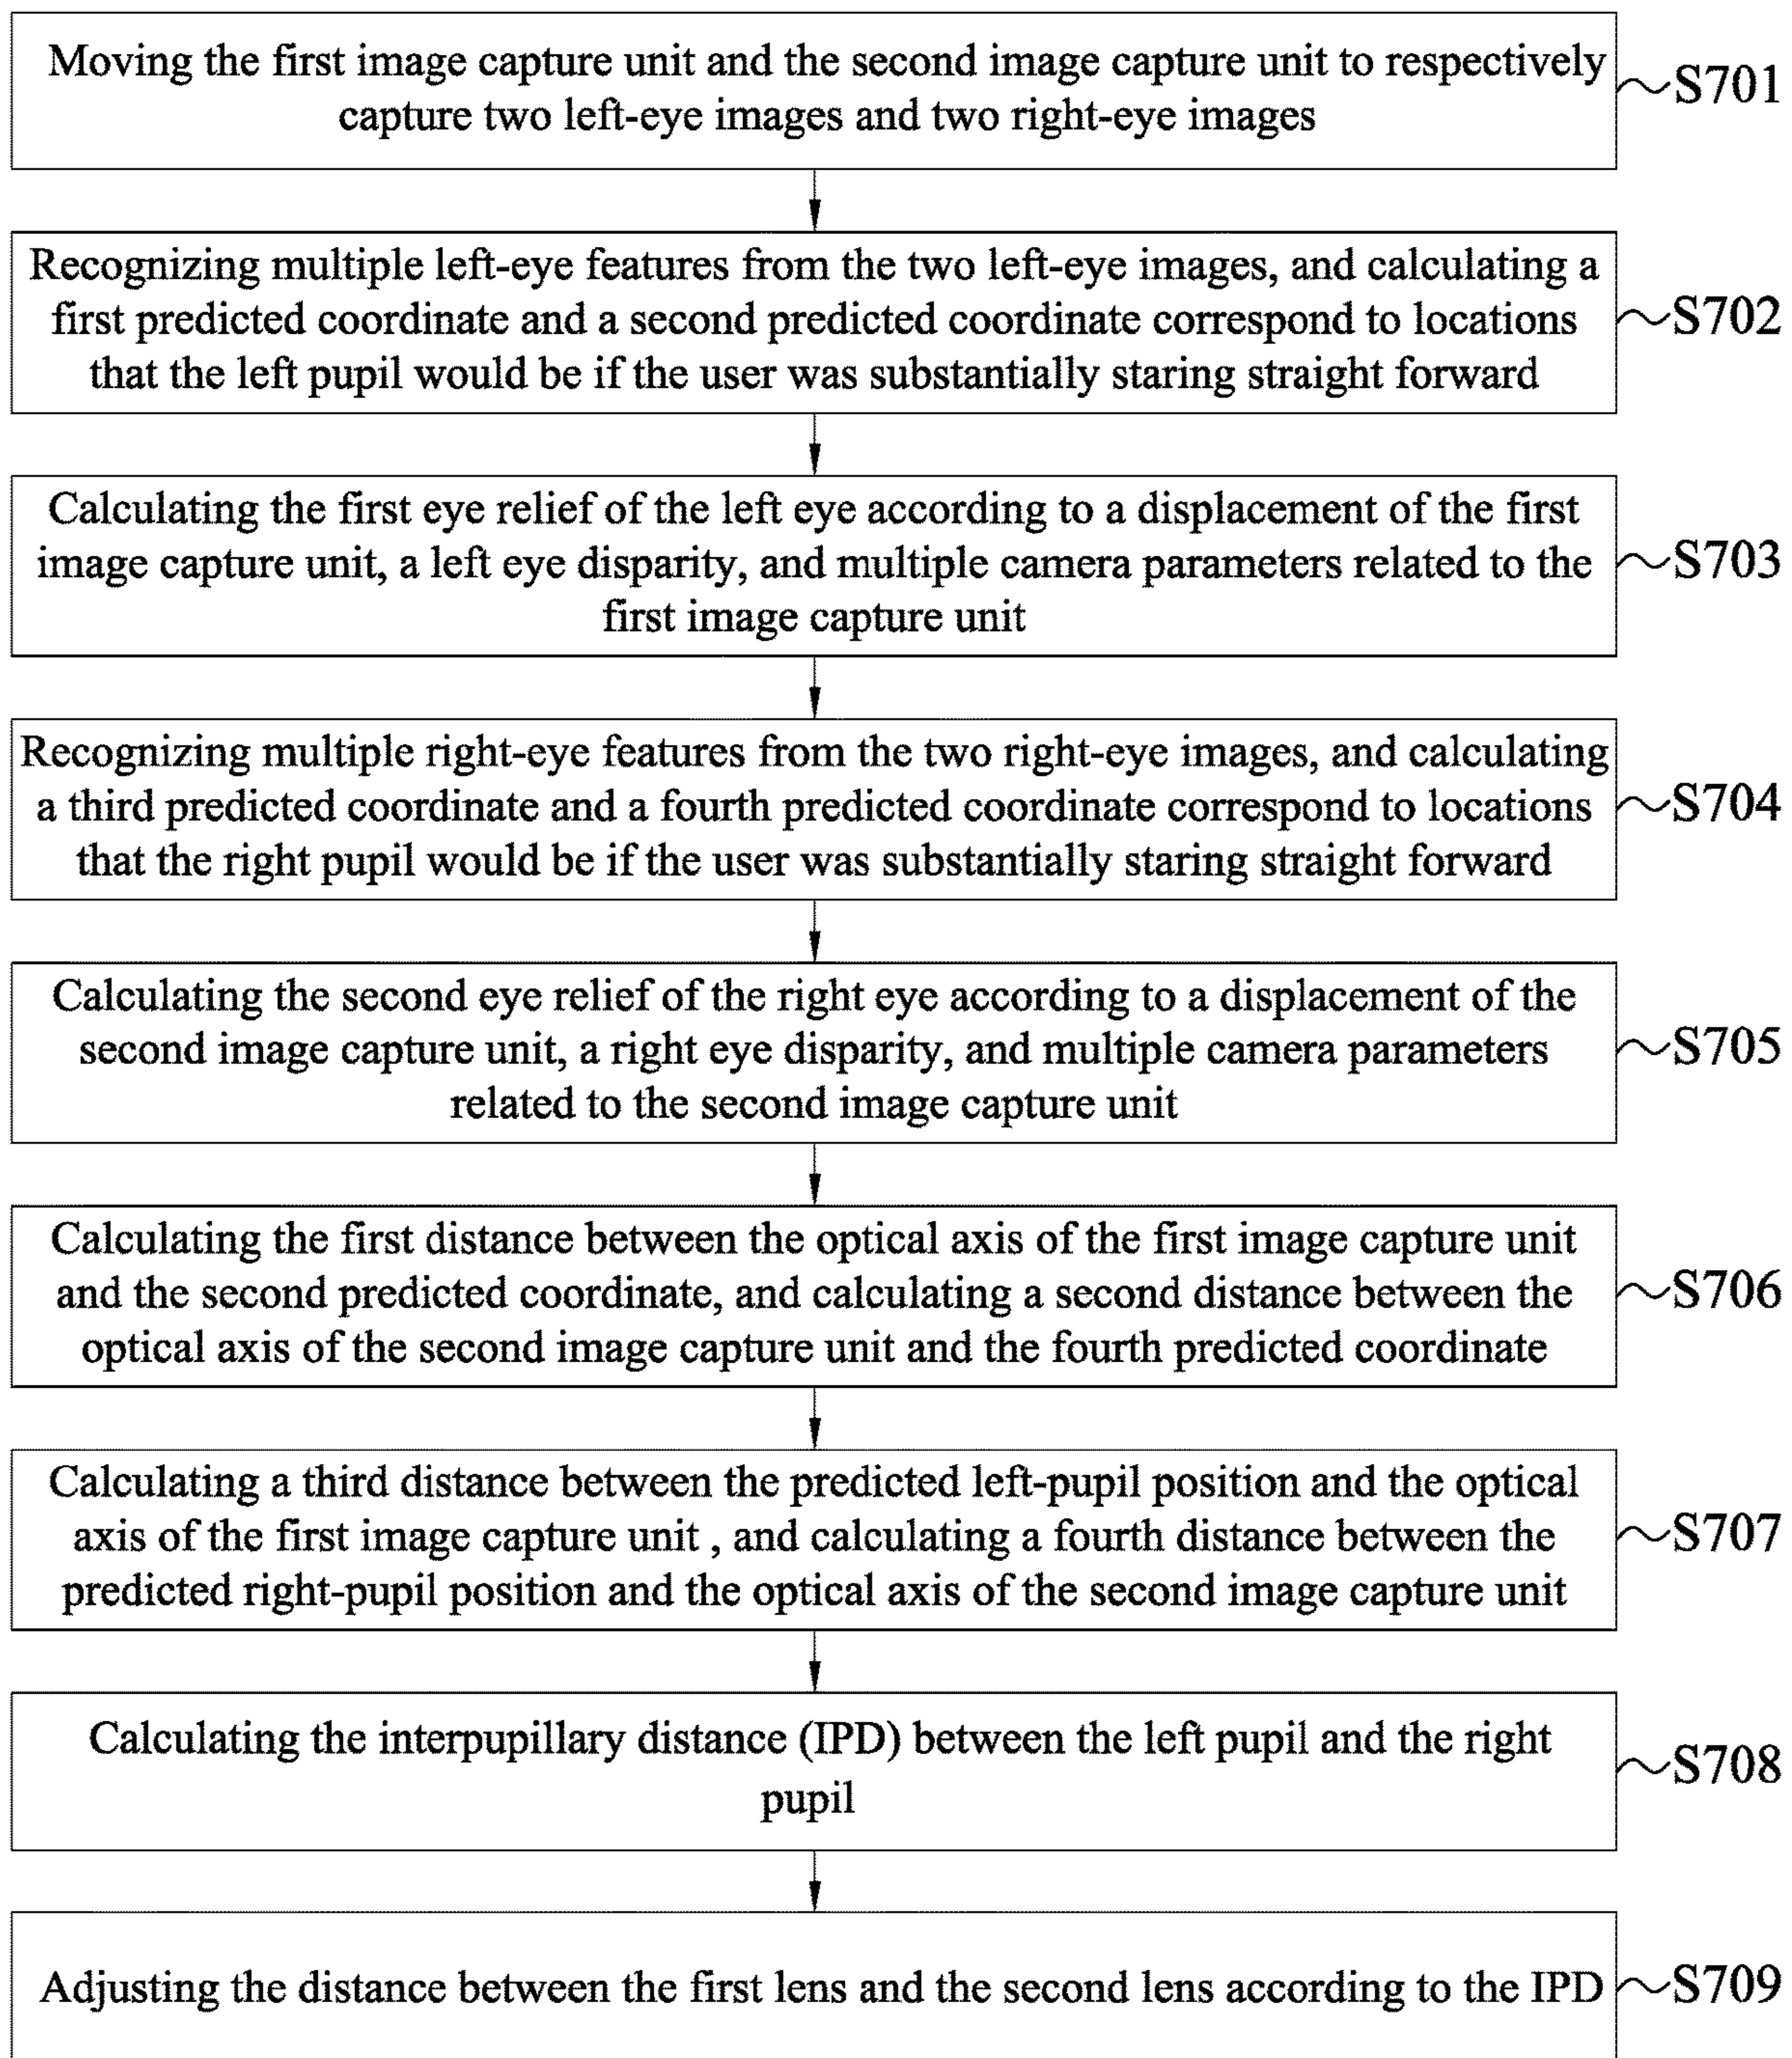 Moving the first image capture unit and the second image capture unit to respectively
capture two left-eye images and two right-eye images
S701
Recognizing multiple left-eye features from the two left-eye images, and calculating a
first predicted coordinate and a second predicted coordinate correspond to locations
that the left pupil would be if the user was substantially staring straight forward
S702
Calculating the first eye relief of the left eye according to a displacement of the first
image capture unit, a left eye disparity, and multiple camera parameters related to the
first image capture unit
S703
Recognizing multiple right-eye features from the two right-eye images, and calculating
a third predicted coordinate and a fourth predicted coordinate correspond to locations
that the right pupil would be if the user was substantially staring straight forward
S704
Calculating the second eye relief of the right eye according to a displacement of the
second image capture unit, a right eye disparity, and multiple camera parameters
related to the second image capture unit
S705
Calculating the first distance between the optical axis of the first image capture unit
and the second predicted coordinate, and calculating a second distance between the
optical axis of the second image capture unit and the fourth predicted coordinate
S706
Calculating a third distance between the predicted left-pupil position and the optical
axis of the first image capture unit , and calculating a fourth distance between the
predicted right-pupil position and the optical axis of the second image capture unit
S707
Calculating the interpupillary distance (IPD) between the left pupil and the right
pupil
S708
Adjusting the distance between the first lens and the second lens according to the IPD
S709